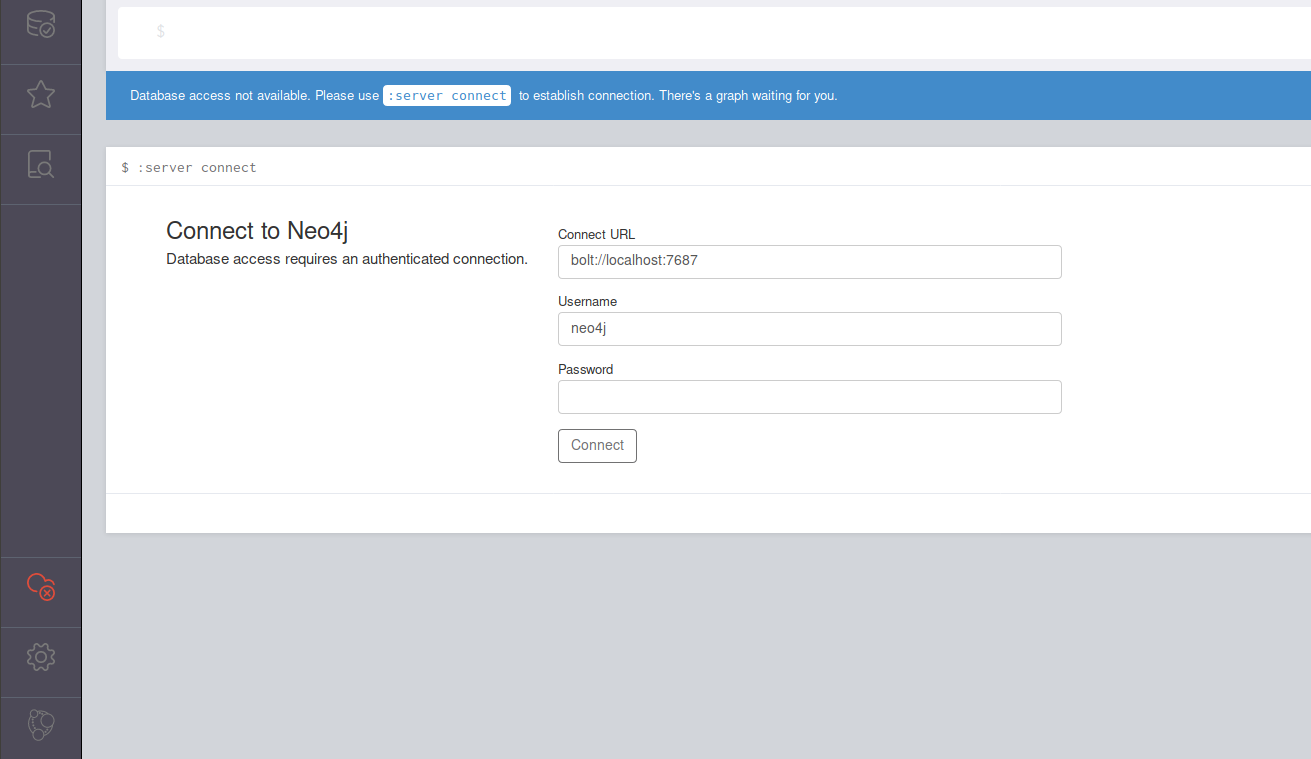 $
Database access not available. Please use :server connect to establish connection. There's a graph waiting for you.
$ :server connect
Connect to Neo4j
Database access requires an authenticated connection.
Connect URL
bolt://localhost:7687
Username
neo4j
Password
Connect